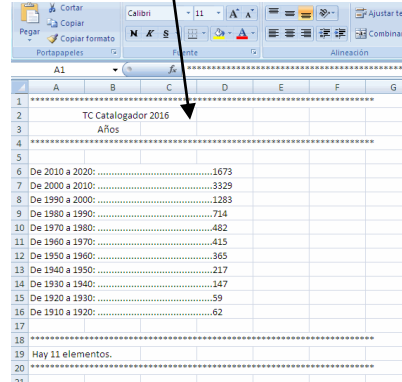 Cortar
Calibri 11 A A
Ajustar te
Copiar
Pegar
Copiar formato
N K S A
Combina
Portapapeles Fuente Alineación
A1 fx **********************************************
A B C D E F G
1 ******************************************************************************
2 TC Catalogador 2016
3 Años
4 ******************************************************************************
5
6 De 2010 a 2020: ..........................................1673
7 De 2000 a 2010: ..........................................3329
8 De 1990 a 2000: ..........................................1283
9 De 1980 a 1990: ..........................................714
10 De 1970 a 1980: ..........................................482
11 De 1960 a 1970: ..........................................415
12 De 1950 a 1960: ..........................................365
13 De 1940 a 1950: ..........................................217
14 De 1930 a 1940: ..........................................147
15 De 1920 a 1930: ..........................................59
16 De 1910 a 1920: ..........................................62
17
18 ******************************************************************************
19 Hay 11 elementos.
20 ******************************************************************************
21